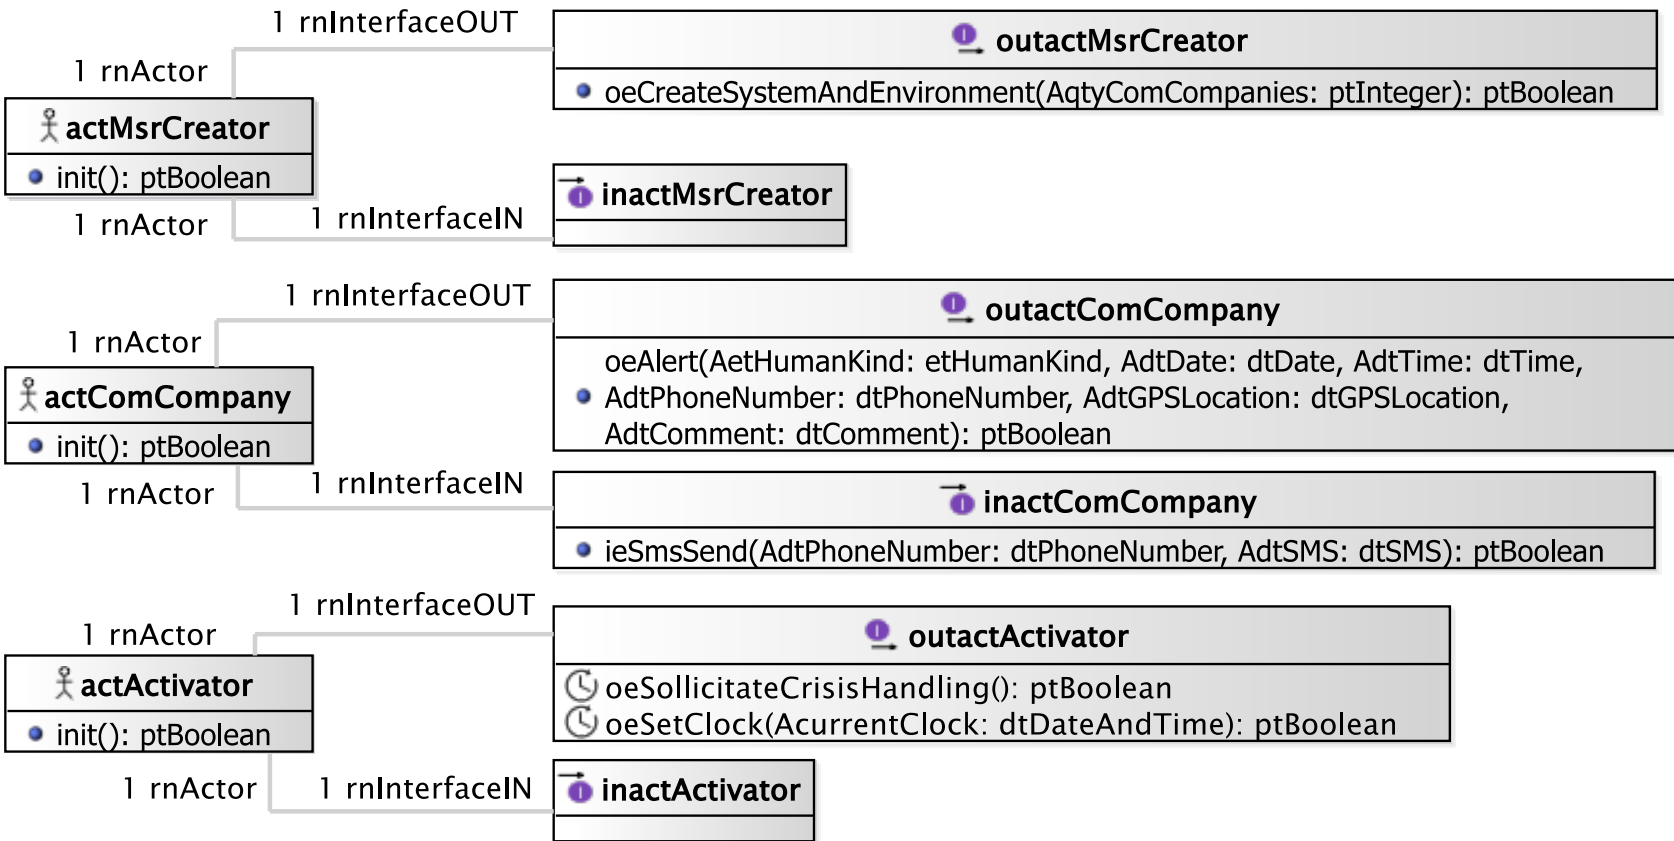 1 rnInterfaceOUT
outactMsrCreator
1 rnActor
oeCreateSystemAndEnvironment(AqtyComCompanies: ptInteger): ptBoolean
actMsrCreator
init(): ptBoolean
inactMsrCreator
1 rnActor
1 rnInterfaceIN
1 rnInterfaceOUT
outactComCompany
1 rnActor
oeAlert(AetHumanKind: etHumanKind, AdtDate: dtDate, AdtTime: dtTime,
AdtPhoneNumber: dtPhoneNumber, AdtGPSLocation: dtGPSLocation,
AdtComment: dtComment): ptBoolean
actComCompany
init(): ptBoolean
1 rnActor
1 rnInterfaceIN
inactComCompany
ieSmsSend(AdtPhoneNumber: dtPhoneNumber, AdtSMS: dtSMS): ptBoolean
1 rnInterfaceOUT
1 rnActor
outactActivator
actActivator
oeSollicitateCrisisHandling(): ptBoolean
oeSetClock(AcurrentClock: dtDateAndTime): ptBoolean
init(): ptBoolean
1 rnActor
1 rnInterfaceIN
inactActivator